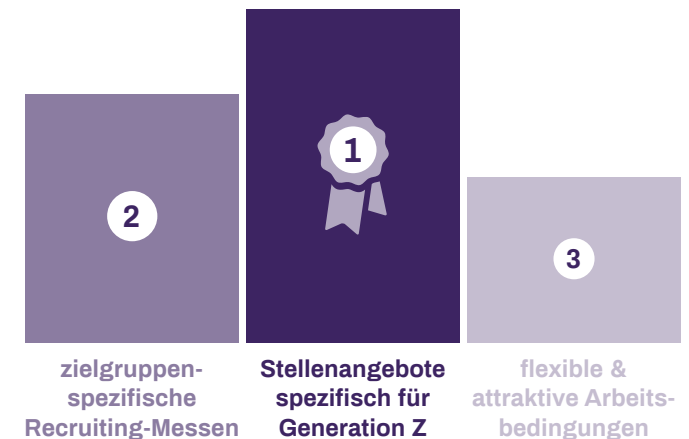 1
2
3
zielgruppen-
spezifische
Recruiting-Messen
Stellenangebote
spezifisch für
Generation Z
flexible &
attraktive Arbeits-
bedingungen